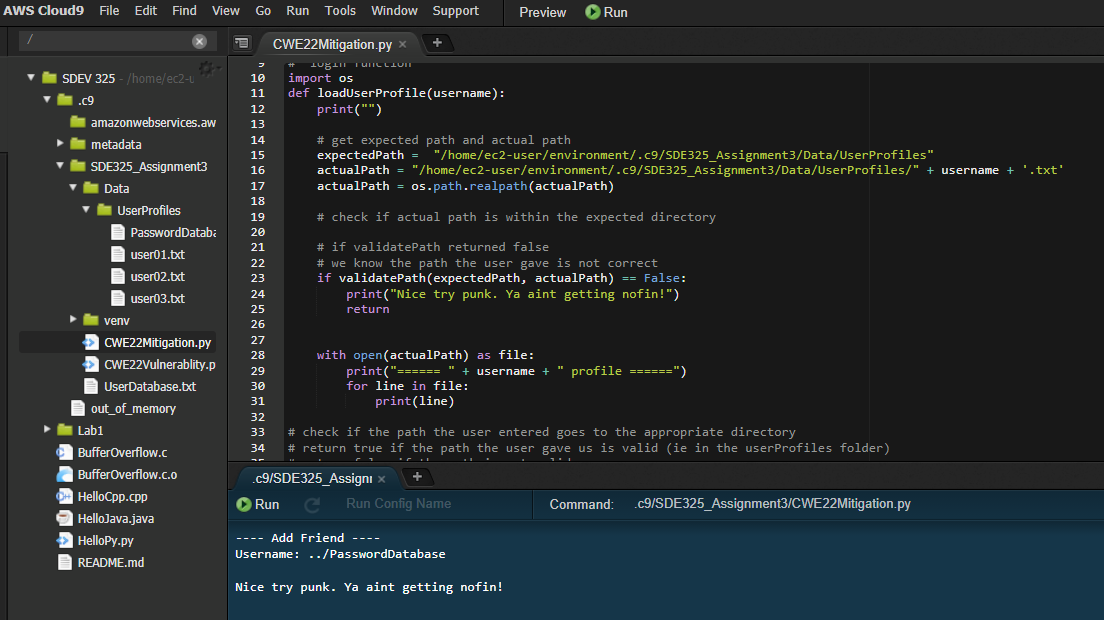 AWS Cloud9 File Edit Find View Go Run Tools Window Support Preview Run
/
CWE22Mitigation.py
SDEV 325 - /home/ec2-u
.c9
amazonwebservices.aw
metadata
SDE325_Assignment3
Data
UserProfiles
PasswordDataba
user01.txt
user02.txt
user03.txt
venv
CWE22Mitigation.py
CWE22Vulnerablity.p
UserDatabase.txt
out_of_memory
Lab1
BufferOverflow.c
BufferOverflow.c.o
HelloCpp.cpp
HelloJava.java
HelloPy.py
README.md
9 # login function
10 import os
11 def loadUserProfile(username):
12 print("")
13
14 # get expected path and actual path
15 expectedPath = "/home/ec2-user/environment/.c9/SDE325_Assignment3/Data/UserProfiles"
16 actualPath = "/home/ec2-user/environment/.c9/SDE325_Assignment3/Data/UserProfiles/" + username + '.txt'
17 actualPath = os.path.realpath(actualPath)
18
19 # check if actual path is within the expected directory
20
21 # if validatePath returned false
22 # we know the path the user gave is not correct
23 if validatePath(expectedPath, actualPath) == False:
24 print("Nice try punk. Ya aint getting nofin!")
25 return
26
27
28 with open(actualPath) as file:
29 print("====== " + username + " profile ======")
30 for line in file:
31 print(line)
32
33 # check if the path the user entered goes to the appropriate directory
34 # return true if the path the user gave us is valid (ie in the userProfiles folder)
.c9/SDE325_Assignr
Run Run Config Name Command: .c9/SDE325_Assignment3/CWE22Mitigation.py
---- Add Friend ----
Username: ../PasswordDatabase
Nice try punk. Ya aint getting nofin!